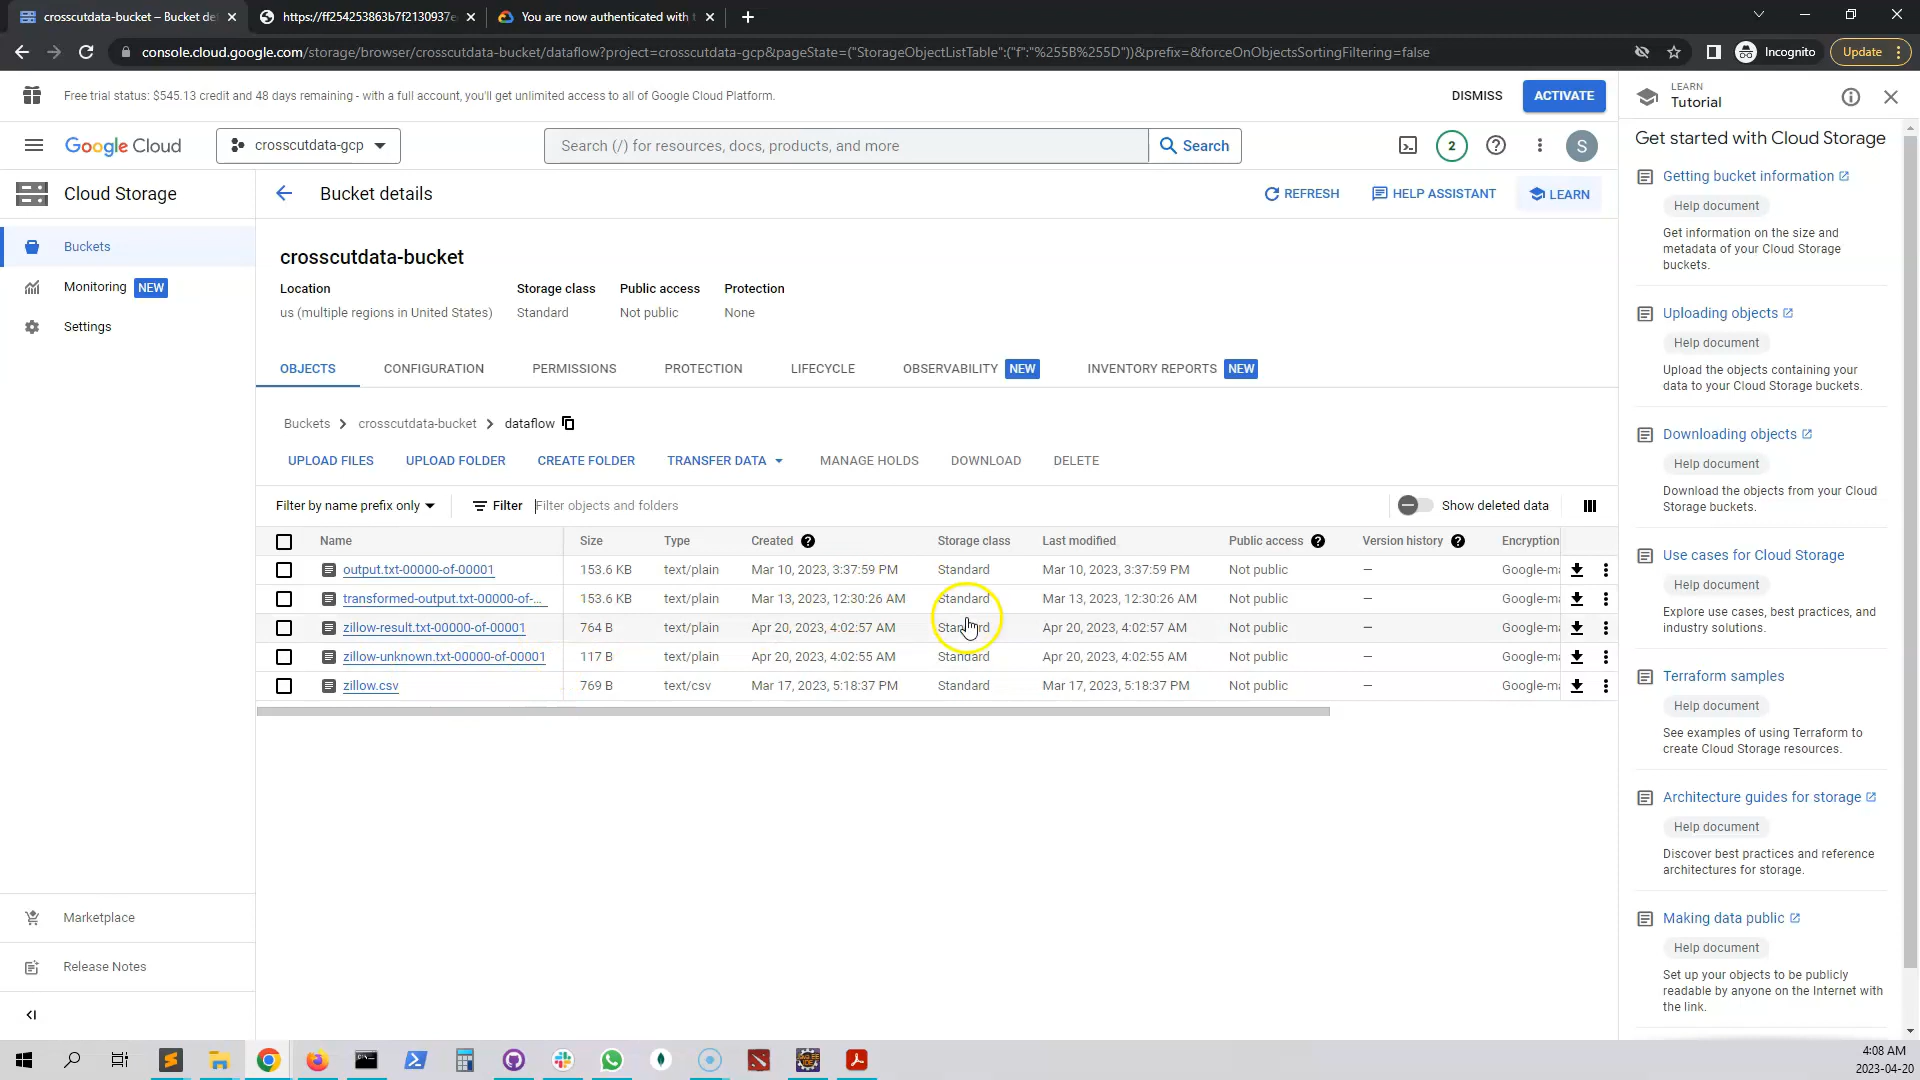 crosscutdata-bucket – Bucket det
https://ff254253863b7f2130937e
You are now authenticated with t
console.cloud.google.com/storage/browser/crosscutdata-bucket/dataflow?project=crosscutdata-gcp&pageState=("StorageObjectListTable":("f":"%255B%255D"))&prefix=&forceOnObjectsSortingFiltering=false
Incognito
Update
Free trial status: $545.13 credit and 48 days remaining - with a full account, you'll get unlimited access to all of Google Cloud Platform.
DISMISS
ACTIVATE
LEARN
Tutorial
Google Cloud
crosscutdata-gcp
Search (/) for resources, docs, products, and more
Search
2
S
Cloud Storage
Buckets
Monitoring NEW
Settings
Marketplace
Release Notes
Bucket details
REFRESH
HELP ASSISTANT
LEARN
crosscutdata-bucket
Location Storage class Public access Protection
us (multiple regions in United States) Standard Not public None
OBJECTS CONFIGURATION PERMISSIONS PROTECTION LIFECYCLE OBSERVABILITY NEW INVENTORY REPORTS NEW
Buckets > crosscutdata-bucket > dataflow
UPLOAD FILES UPLOAD FOLDER CREATE FOLDER TRANSFER DATA MANAGE HOLDS DOWNLOAD DELETE
Filter by name prefix only Filter Filter objects and folders Show deleted data
Name Size Type Created Storage class Last modified Public access Version history Encryption
output.txt-00000-of-00001 153.6 KB text/plain Mar 10, 2023, 3:37:59 PM Standard Mar 10, 2023, 3:37:59 PM Not public — Google-m
transformed-output.txt-00000-of-... 153.6 KB text/plain Mar 13, 2023, 12:30:26 AM Standard Mar 13, 2023, 12:30:26 AM Not public — Google-m
zillow-result.txt-00000-of-00001 764 B text/plain Apr 20, 2023, 4:02:57 AM Standard Apr 20, 2023, 4:02:57 AM Not public — Google-m
zillow-unknown.txt-00000-of-00001 117 B text/plain Apr 20, 2023, 4:02:55 AM Standard Apr 20, 2023, 4:02:55 AM Not public — Google-m
zillow.csv 769 B text/csv Mar 17, 2023, 5:18:37 PM Standard Mar 17, 2023, 5:18:37 PM Not public — Google-m
Get started with Cloud Storage
Getting bucket information
Help document
Get information on the size and
metadata of your Cloud Storage
buckets.
Uploading objects
Help document
Upload the objects containing your
data to your Cloud Storage buckets.
Downloading objects
Help document
Download the objects from your Cloud
Storage buckets.
Use cases for Cloud Storage
Help document
Explore use cases, best practices, and
industry solutions.
Terraform samples
Help document
See examples of using Terraform to
create Cloud Storage resources.
Architecture guides for storage
Help document
Discover best practices and reference
architectures for storage.
Making data public
Help document
Set up your objects to be publicly
readable by anyone on the Internet with
the link.
4:08 AM
2023-04-20